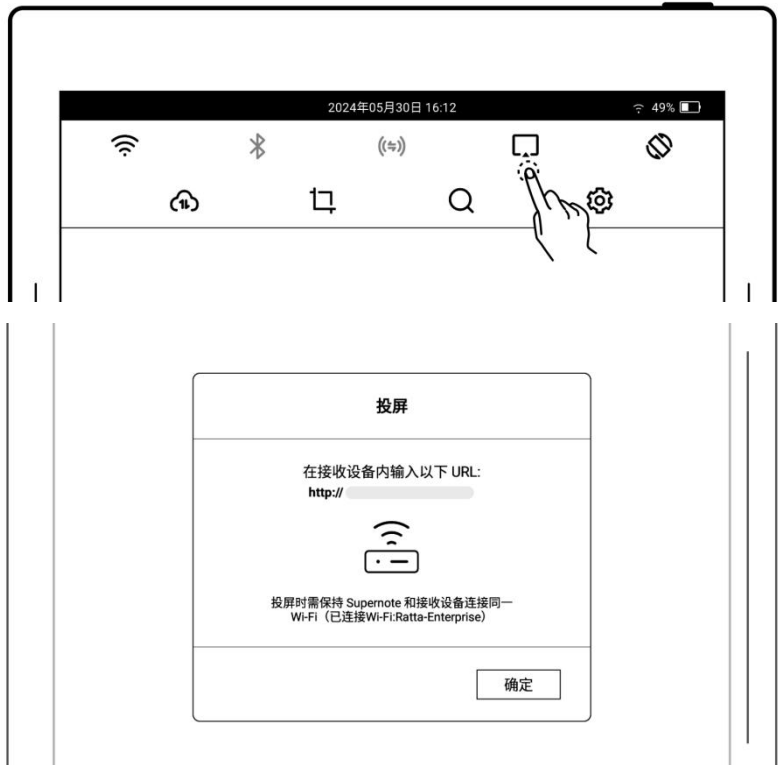 2024年05月30日 16:12
49%
投屏
在接收设备内输入以下 URL:
http://
投屏时需保持 Supernote 和接收设备连接同一
Wi-Fi（已连接Wi-Fi:Ratta-Enterprise）
确定